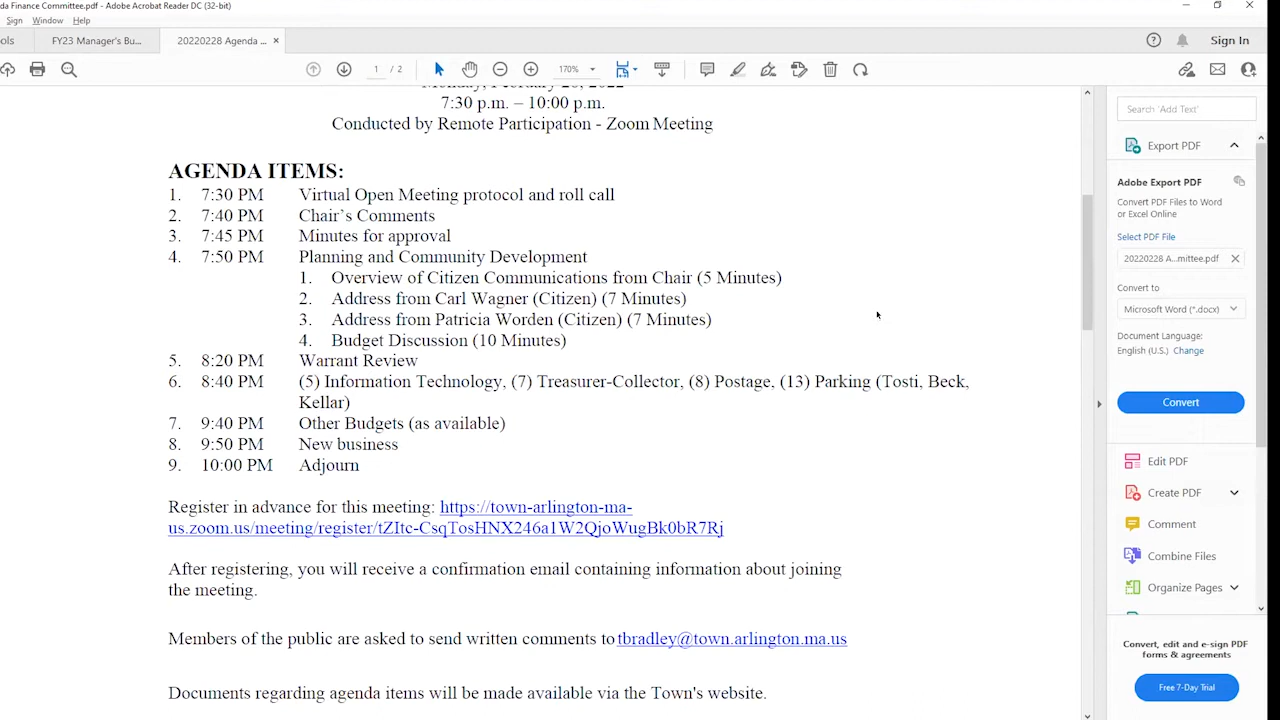 da Finance Committee.pdf - Adobe Acrobat Reader DC (32-bit)
Sign Window Help
ols FY23 Manager's Bu... 20220228 Agenda ... × Sign In
1 / 2 170%
7:30 p.m. – 10:00 p.m.
Conducted by Remote Participation - Zoom Meeting
AGENDA ITEMS:
1. 7:30 PM Virtual Open Meeting protocol and roll call
2. 7:40 PM Chair's Comments
3. 7:45 PM Minutes for approval
4. 7:50 PM Planning and Community Development
1. Overview of Citizen Communications from Chair (5 Minutes)
2. Address from Carl Wagner (Citizen) (7 Minutes)
3. Address from Patricia Worden (Citizen) (7 Minutes)
4. Budget Discussion (10 Minutes)
5. 8:20 PM Warrant Review
6. 8:40 PM (5) Information Technology, (7) Treasurer-Collector, (8) Postage, (13) Parking (Tosti, Beck,
Kellar)
7. 9:40 PM Other Budgets (as available)
8. 9:50 PM New business
9. 10:00 PM Adjourn
Register in advance for this meeting: https://town-arlington-ma-
us.zoom.us/meeting/register/tZItc-CsqTosHNX246a1W2QjoWugBk0bR7Rj
After registering, you will receive a confirmation email containing information about joining
the meeting.
Members of the public are asked to send written comments to tbradley@town.arlington.ma.us
Documents regarding agenda items will be made available via the Town's website.
Search 'Add Text'
Export PDF
Adobe Export PDF
Convert PDF Files to Word
or Excel Online
Select PDF File
20220228 A...mittee.pdf
Convert to
Microsoft Word (*.docx)
Document Language:
English (U.S.) Change
Convert
Edit PDF
Create PDF
Comment
Combine Files
Organize Pages
Convert, edit and e-sign PDF
forms & agreements
Free 7-Day Trial